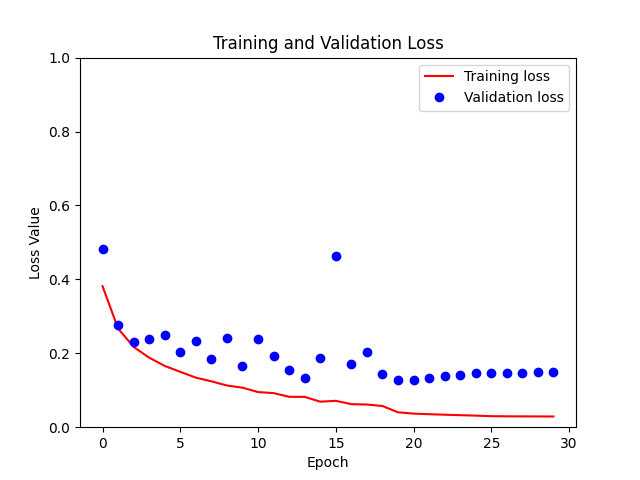 Training and Validation Loss
1.0
0.8
0.6
0.4
0.2
0.0
Loss Value
Training loss
Validation loss
0 5 10 15 20 25 30
Epoch